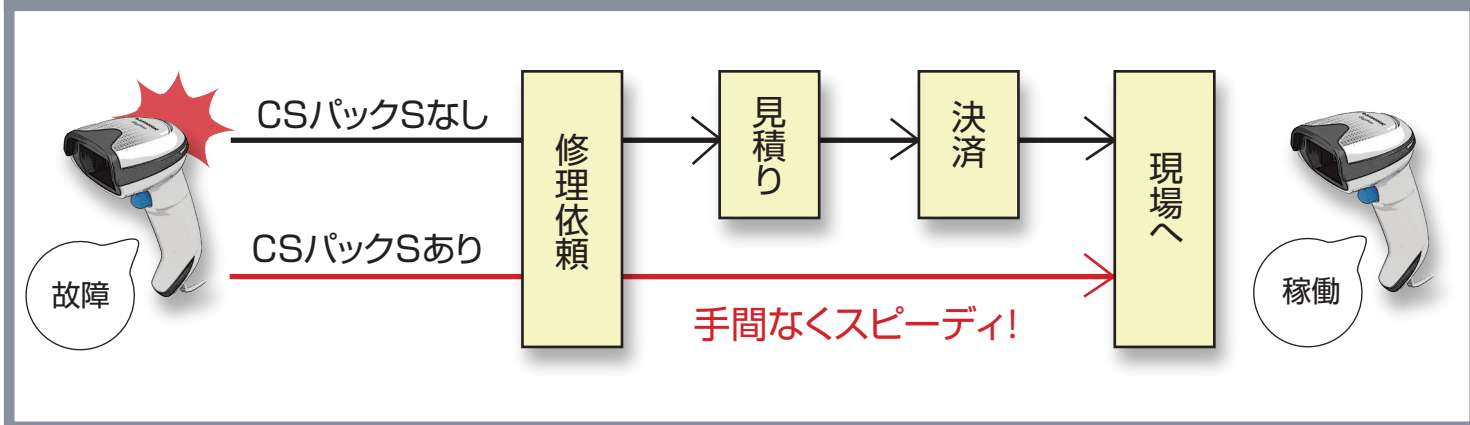 CSパックSなし
修理依頼
見積り
決済
現場へ
CSパックSあり
故障
稼働
手間なくスピーディ!